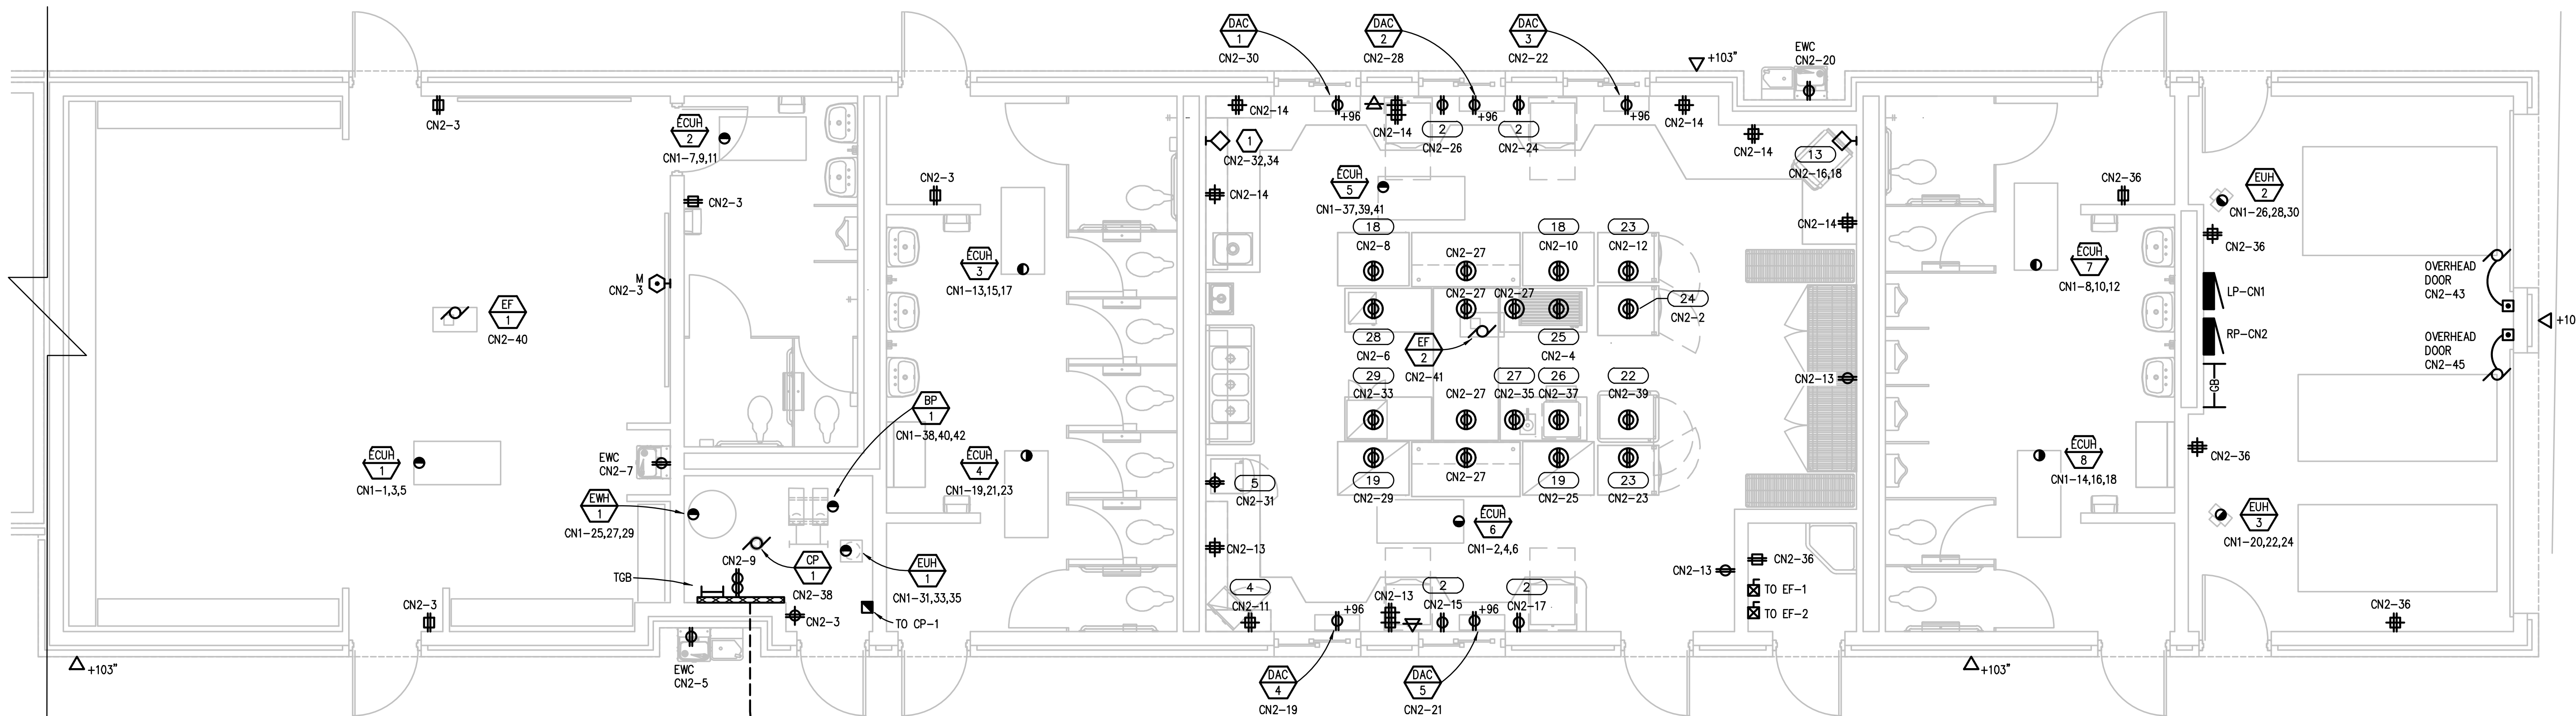 DAC
1
CN2-30
DAC
2
CN2-28
DAC
3
CN2-22
+103"
EWC
CN2-20
CN2-3
ECUH
2
CN1-7,9,11
CN2-3
CN2-3
M
CN2-3
EF
1
CN2-40
ECUH
1
CN1-1,3,5
EWC
CN2-7
EWH
1
CN1-25,27,29
CN2-9
TGB
CP
1
CN2-38
CN2-3
CN2-3
TO CP-1
BP
1
CN1-38,40,42
EUH
1
CN1-31,33,35
EWC
CN2-5
+103"
ECUH
3
CN1-13,15,17
ECUH
4
CN1-19,21,23
CN2-14
+96
CN2-14
2
CN2-26
+96
2
CN2-24
+96
CN2-14
CN2-14
1
CN2-32,34
CN2-14
13
CN2-16,18
CN2-14
ECUH
5
CN1-37,39,41
18
CN2-8
CN2-27
18
CN2-10
23
CN2-12
CN2-27
CN2-27
24
CN2-2
28
CN2-6
EF
2
CN2-41
25
CN2-4
29
CN2-33
CN2-27
27
CN2-35
26
CN2-37
22
CN2-39
CN2-13
19
CN2-29
CN2-27
19
CN2-25
23
CN2-23
5
CN2-31
ECUH
6
CN1-2,4,6
CN2-13
4
CN2-11
+96
CN2-13
2
CN2-15
+96
2
CN2-17
CN2-13
CN2-36
TO EF-1
TO EF-2
DAC
4
CN2-19
DAC
5
CN2-21
+103"
CN2-36
ECUH
7
CN1-8,10,12
ECUH
8
CN1-14,16,18
EUH
2
CN1-26,28,30
CN2-36
LP-CN1
RP-CN2
GB
CN2-36
EUH
3
CN1-20,22,24
OVERHEAD
DOOR
CN2-43
OVERHEAD
DOOR
CN2-45
+10
CN2-36